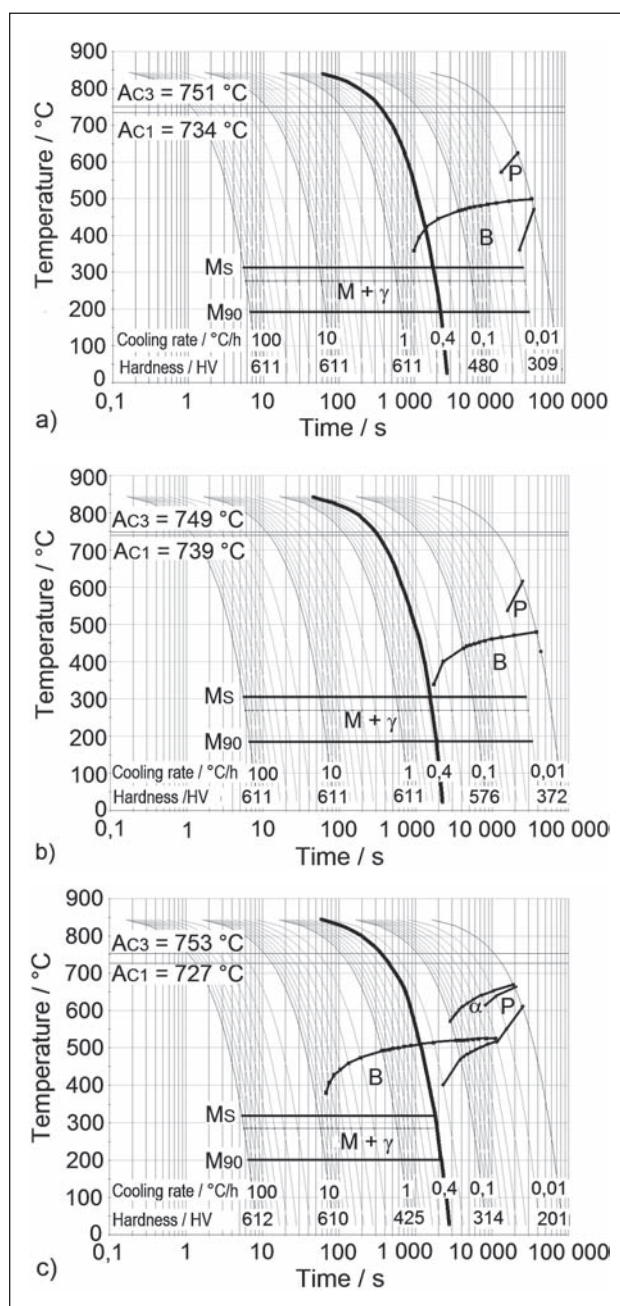 900
800
700
600
500
400
300
200
100
0
Temperature / °C
AC3 = 751 °C
AC1 = 734 °C
P
B
Ms
M + γ
M90
Cooling rate / °C/h 100 10 1 0,4 0,1 0,01
Hardness / HV 611 611 611 480 309
0,1 1 10 100 1 000 10 000 100 000
a) Time / s
900
800
700
600
500
400
300
200
100
0
Temperature / °C
AC3 = 749 °C
AC1 = 739 °C
P
B
Ms
M + γ
M90
Cooling rate / °C/h 100 10 1 0,4 0,1 0,01
Hardness /HV 611 611 611 576 372
0,1 1 10 100 1 000 10 000 100 000
b) Time / s
900
800
700
600
500
400
300
200
100
0
Temperature / °C
AC3 = 753 °C
AC1 = 727 °C
α P
B
Ms
M + γ
M90
Cooling rate / °C/h 100 10 1 0,4 0,1 0,01
Hardness / HV 612 610 425 314 201
0,1 1 10 100 1 000 10 000 100 000
c) Time / s